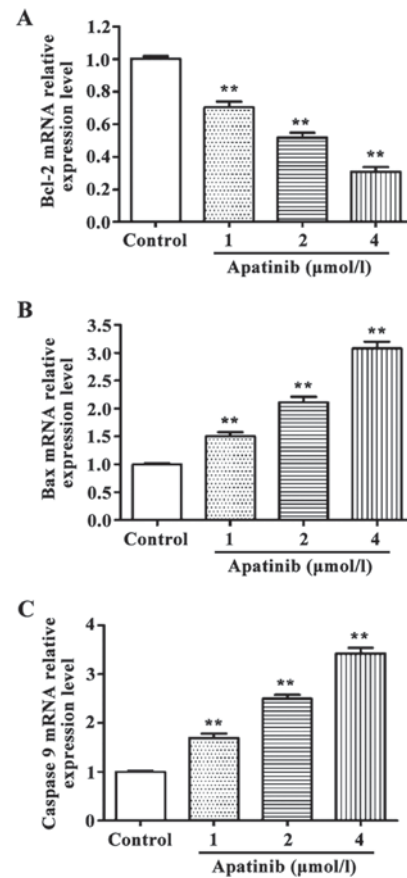 A
Bcl-2 mRNA relative
expression level
1.2
1.0
0.8
0.6
0.4
0.2
0.0
**
**
**
Control
1
2
4
Apatinib (μmol/l)
B
Bax mRNA relative
expression level
3.5
3.0
2.5
2.0
1.5
1.0
0.5
0.0
**
**
**
Control
1
2
4
Apatinib (μmol/l)
C
Caspase 9 mRNA relative
expression level
4
3
2
1
0
**
**
**
Control
1
2
4
Apatinib (μmol/l)